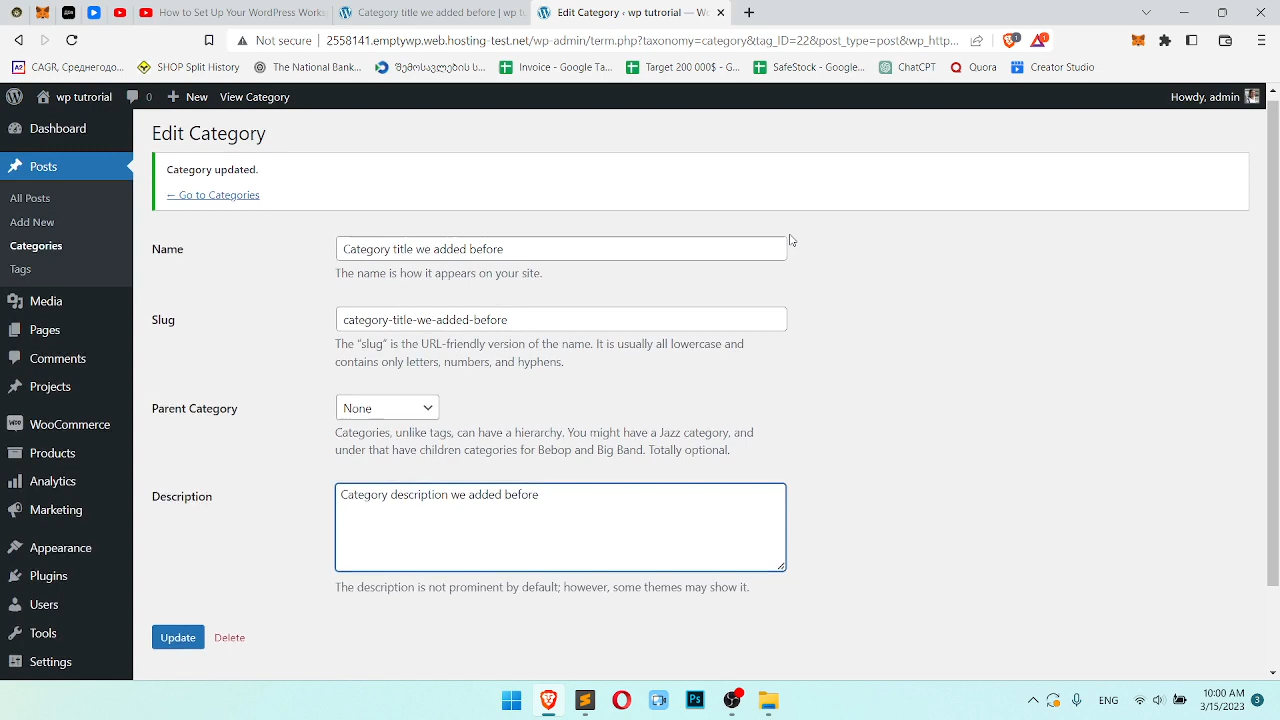 How to Set Up Your WordPress Works
Category title we added before | wp t
Edit Category ‹ wp tutorial — Wo
Not secure
2558141.emptywp.web.hosting-test.net/wp-admin/term.php?taxonomy=category&tag_ID=22&post_type=post&wp_http...
1
1
CAGR, Среднегодо...
SHOP Split History
The National Bank...
შემოსავლების ს...
Invoice - Google Ta...
Target 200 000$ - G...
SafeStock - Google...
ChatCPT
Quora
Creator Studio
wp tutorial
0
New
View Category
Howdy, admin
Dashboard
Posts
All Posts
Add New
Categories
Tags
Media
Pages
Comments
Projects
WooCommerce
Products
Analytics
Marketing
Appearance
Plugins
Users
Tools
Settings
Edit Category
Category updated.
← Go to Categories
Name
Category title we added before
The name is how it appears on your site.
Slug
category-title-we-added-before
The “slug” is the URL-friendly version of the name. It is usually all lowercase and
contains only letters, numbers, and hyphens.
Parent Category
None
Categories, unlike tags, can have a hierarchy. You might have a Jazz category, and
under that have children categories for Bebop and Big Band. Totally optional.
Description
Category description we added before
The description is not prominent by default; however, some themes may show it.
Update
Delete
Ps
ENG
10:00 AM
3/15/2023
3